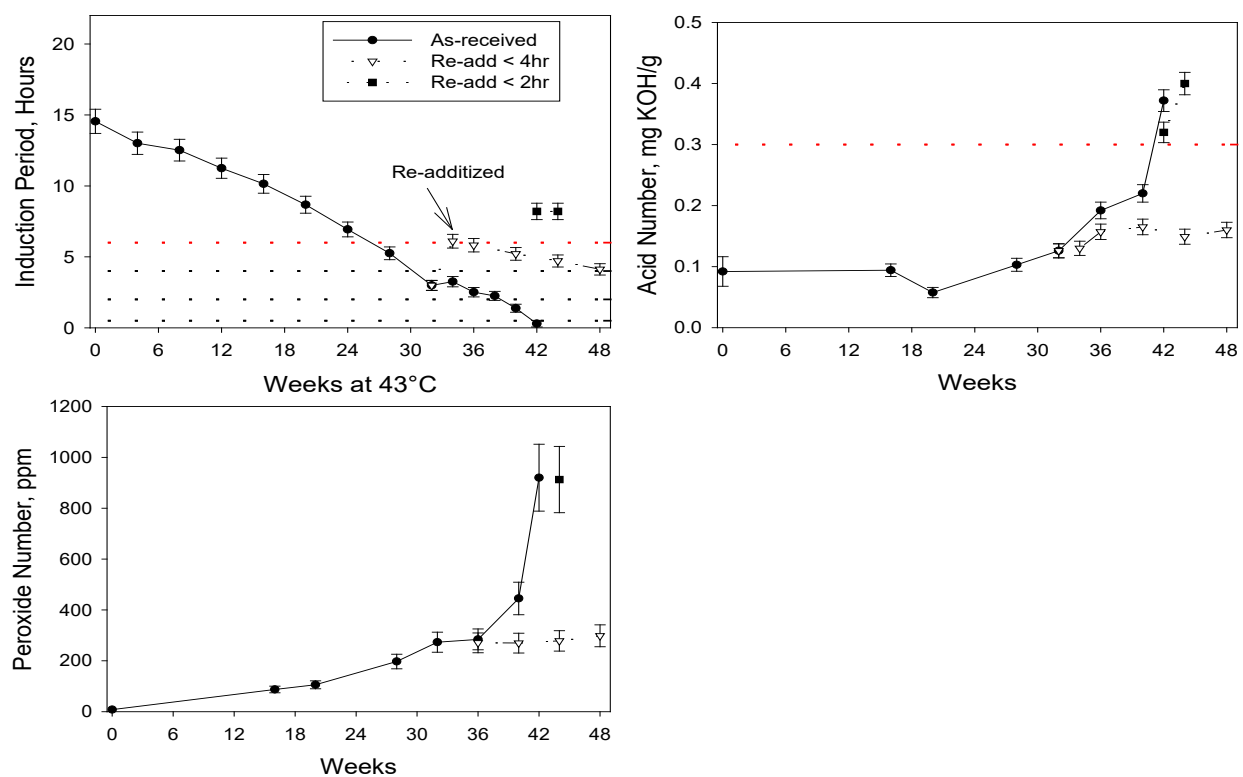 Induction Period, Hours
20
15
10
5
0
As-received
Re-add < 4hr
Re-add < 2hr
Re-additized
0 6 12 18 24 30 36 42 48
Weeks at 43°C
Acid Number, mg KOH/g
0.5
0.4
0.3
0.2
0.1
0.0
0 6 12 18 24 30 36 42 48
Weeks
Peroxide Number, ppm
1200
1000
800
600
400
200
0
0 6 12 18 24 30 36 42 48
Weeks